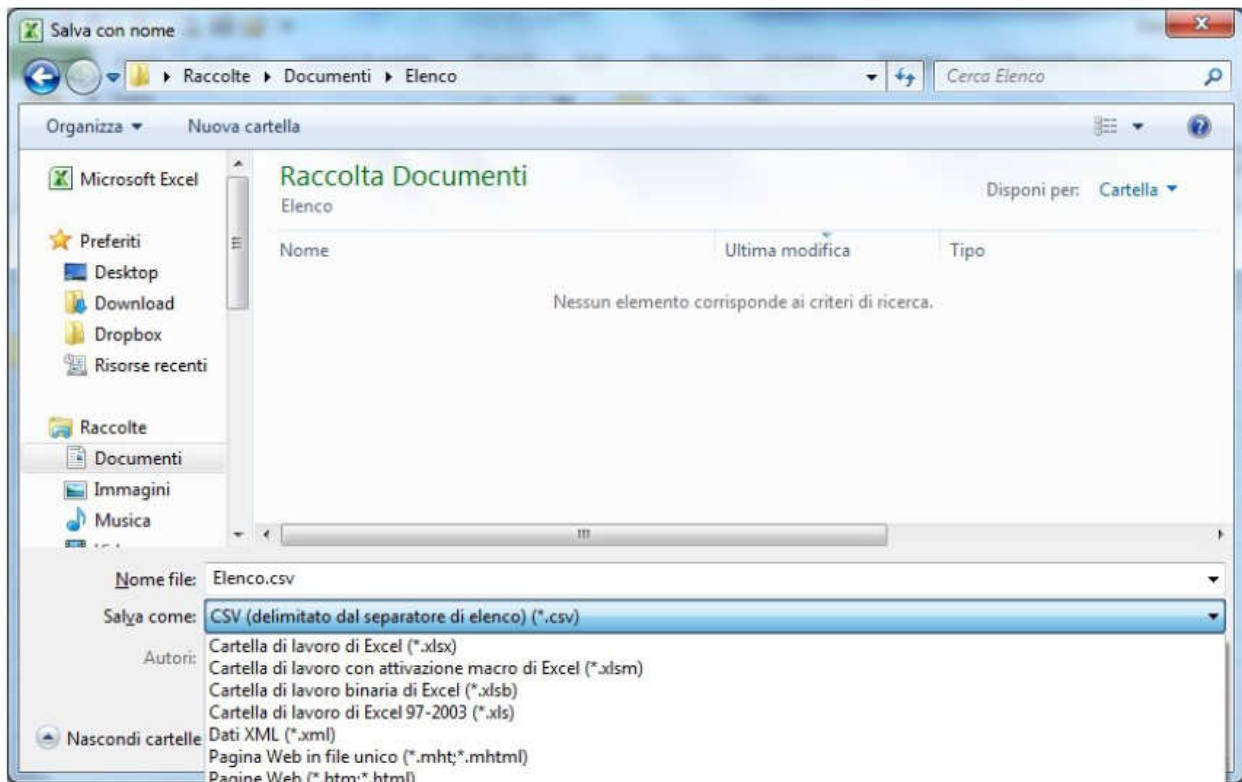 Salva con nome
Raccolte ▸ Documenti ▸ Elenco
Cerca Elenco
Organizza
Nuova cartella
Microsoft Excel
Preferiti
Desktop
Download
Dropbox
Risorse recenti
Raccolte
Documenti
Immagini
Musica
Raccolta Documenti
Elenco
Disponi per: Cartella
Nome Ultima modifica Tipo
Nessun elemento corrisponde ai criteri di ricerca.
Nome file: Elenco.csv
Salva come: CSV (delimitato dal separatore di elenco) (*.csv)
Autori:
Cartella di lavoro di Excel (*.xlsx)
Cartella di lavoro con attivazione macro di Excel (*.xlsm)
Cartella di lavoro binaria di Excel (*.xlsb)
Cartella di lavoro di Excel 97-2003 (*.xls)
Nascondi cartelle
Dati XML (*.xml)
Pagina Web in file unico (*.mht;*.mhtml)
Pagine Web (*.htm;*.html)